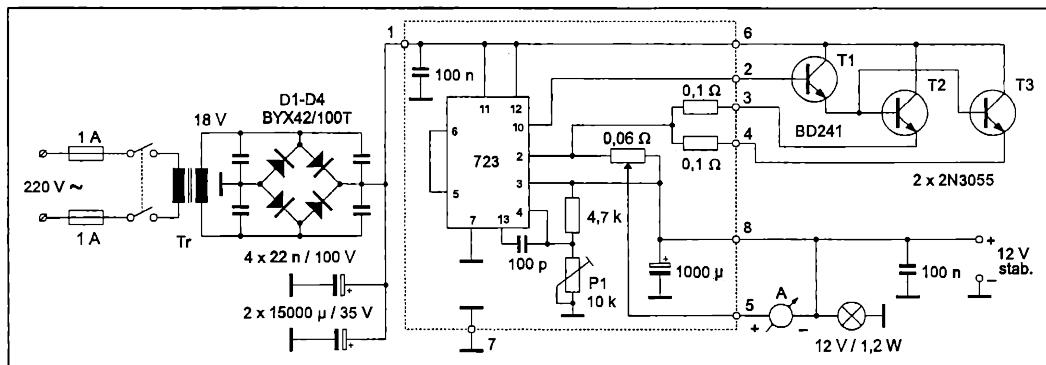 1 A
220 V ~
1 A
Tr
18 V
D1-D4
BYX42/100T
4 x 22 n / 100 V
+
2 x 15000 µ / 35 V
+
1
100 n
11
12
6
10
723
2
5
3
4
7
13
100 p
4,7 k
P1
10 k
7
0,06 Ω
0,1 Ω
0,1 Ω
+
1000 µ
6
2
3
4
8
5
T1
BD241
T2
T3
2 x 2N3055
A
+
–
12 V / 1,2 W
100 n
+
12 V
stab.
–